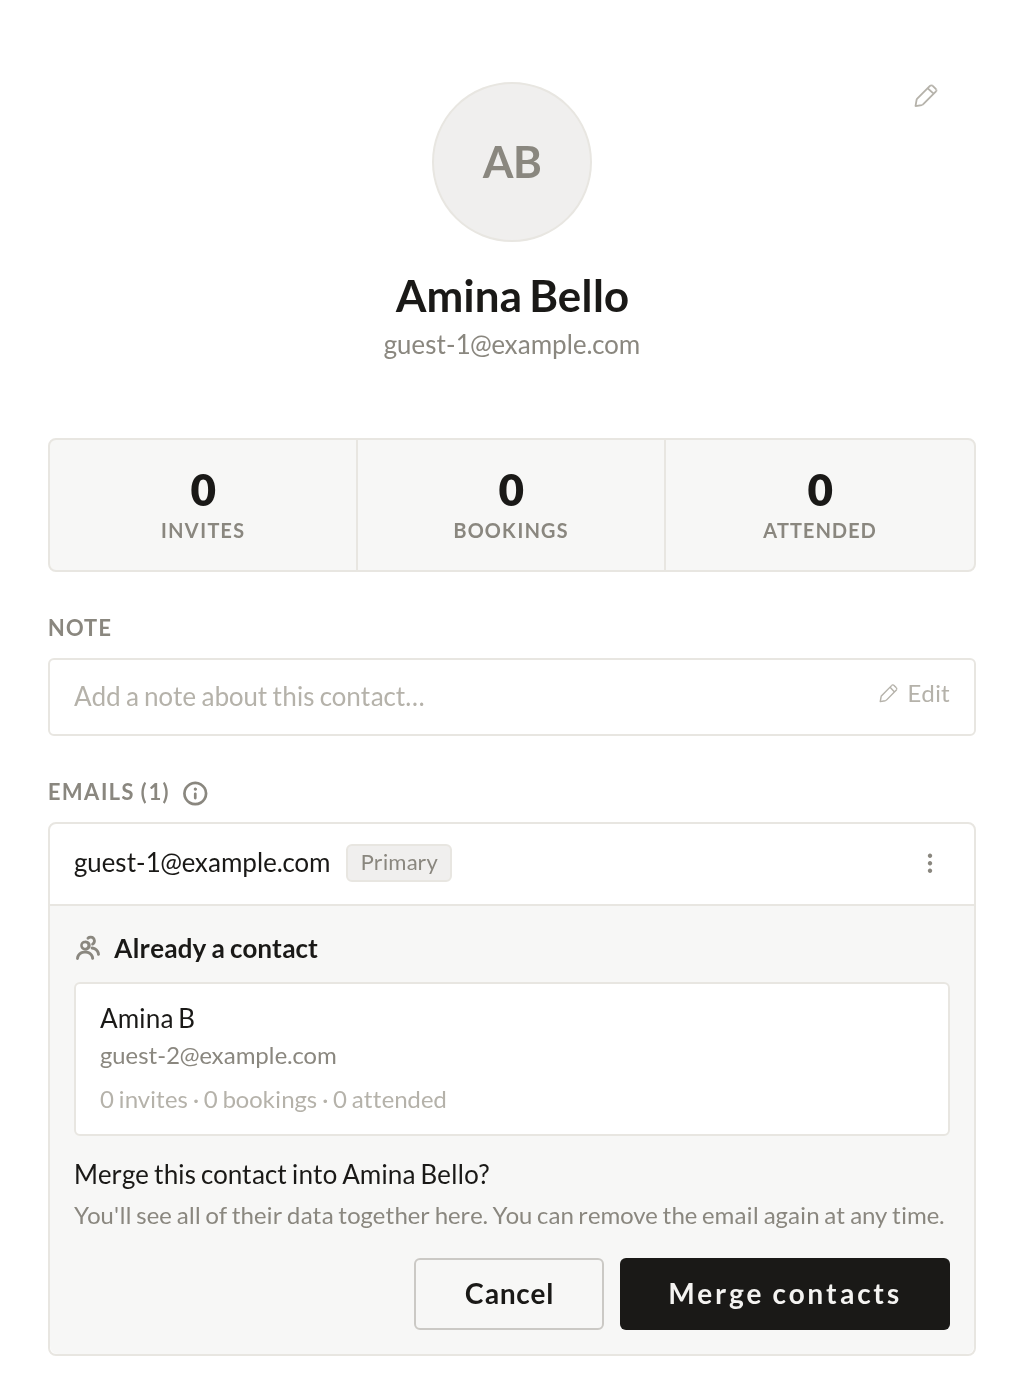 AB
Amina Bello
guest-1@example.com
0
INVITES
0
BOOKINGS
0
ATTENDED
NOTE
Add a note about this contact...
Edit
EMAILS (1)
guest-1@example.com
Primary
Already a contact
Amina B
guest-2@example.com
0 invites · 0 bookings · 0 attended
Merge this contact into Amina Bello?
You'll see all of their data together here. You can remove the email again at any time.
Cancel
Merge contacts